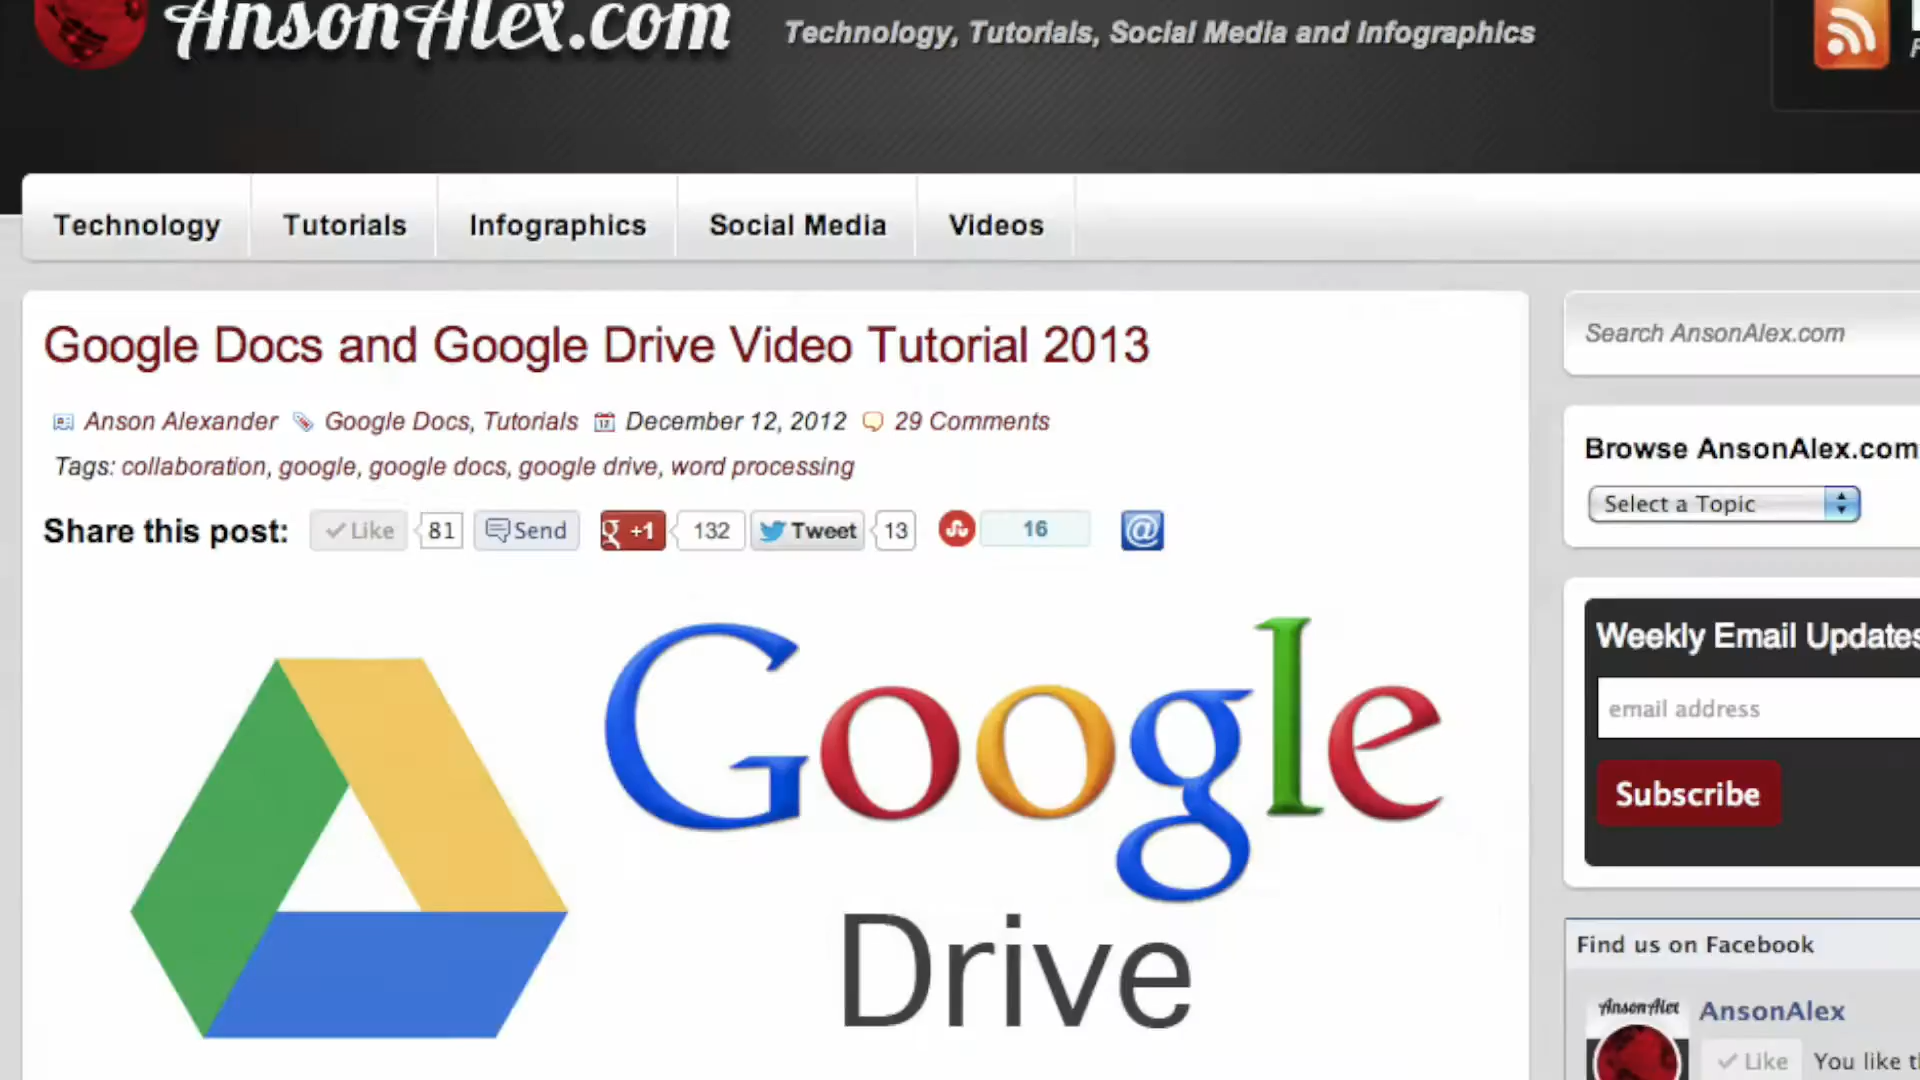 AnsonAlex.com
Technology, Tutorials, Social Media and Infographics
Technology
Tutorials
Infographics
Social Media
Videos
Google Docs and Google Drive Video Tutorial 2013
Anson Alexander Google Docs, Tutorials December 12, 2012 29 Comments
Tags: collaboration, google, google docs, google drive, word processing
Share this post: Like 81 Send g +1 132 Tweet 13 16 @
Google
Drive
Search AnsonAlex.com
Browse AnsonAlex.com
Select a Topic
Weekly Email Updates
email address
Subscribe
Find us on Facebook
AnsonAlex
AnsonAlex
Like You like